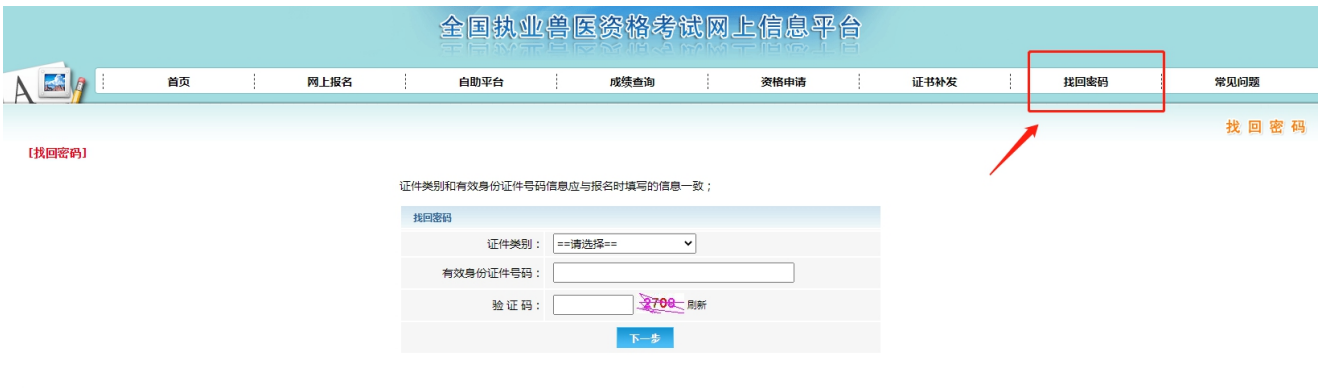 全国执业兽医资格考试网上信息平台
首页 网上报名 自助平台 成绩查询 资格申请 证书补发 找回密码 常见问题
找回密码
[找回密码]
证件类别和有效身份证件号码信息应与报名时填写的信息一致;
找回密码
证件类别: ==请选择==
有效身份证件号码:
验 证 码: 2708 刷新
下一步